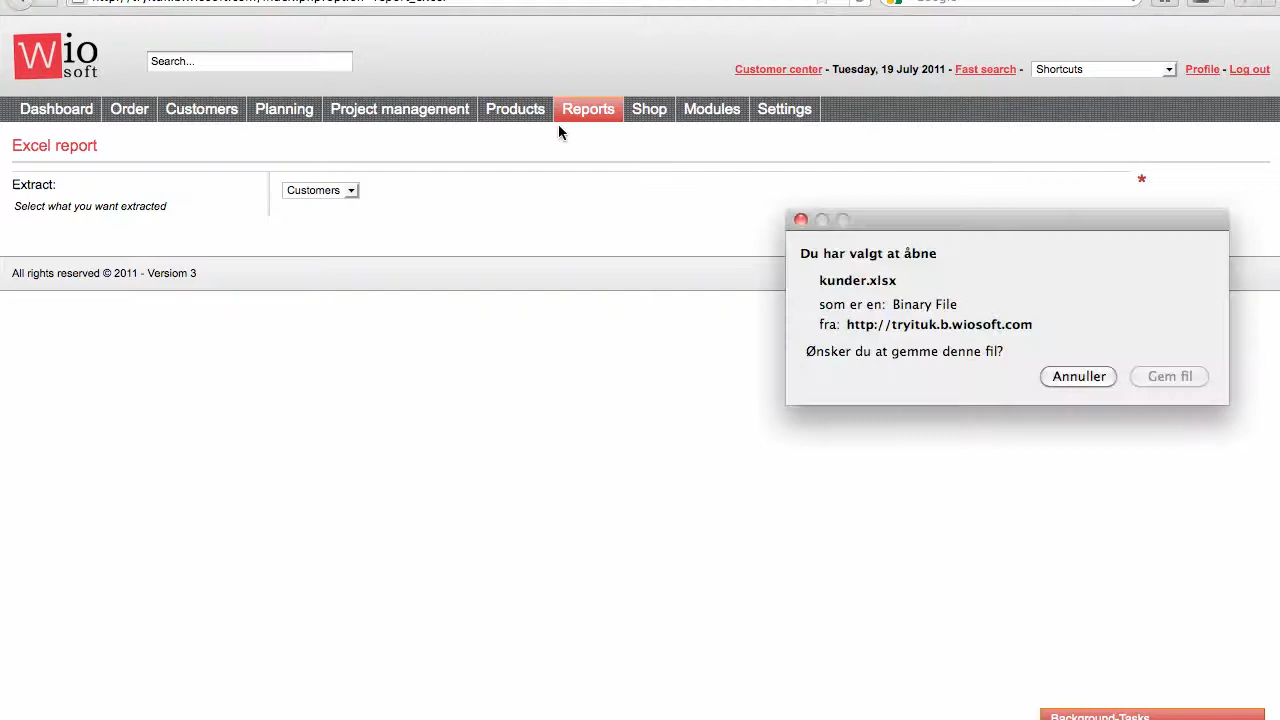 Wio
soft
Search...
Customer center - Tuesday, 19 July 2011 - Fast search - Shortcuts Profile - Log out
Dashboard Order Customers Planning Project management Products Reports Shop Modules Settings
Excel report
Extract:
Select what you want extracted
Customers
*
Du har valgt at åbne
kunder.xlsx
som er en: Binary File
fra: http://tryituk.b.wiosoft.com
Ønsker du at gemme denne fil?
Annuller Gem fil
All rights reserved © 2011 - Versiom 3
Background-Tasks